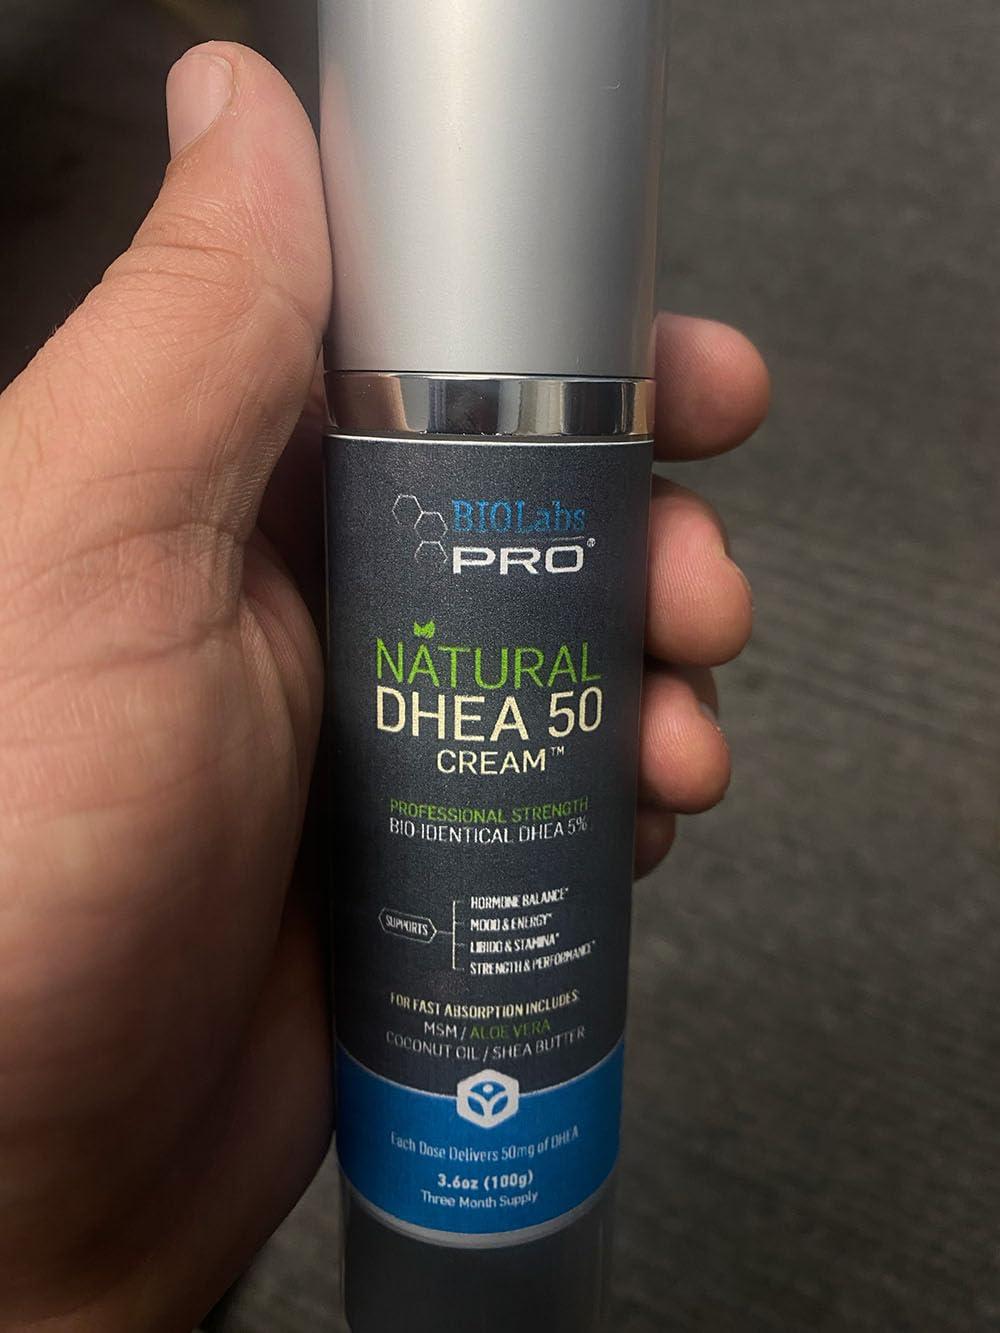 BIOLabs
PRO®
NATURAL
DHEA 50
CREAM™
PROFESSIONAL STRENGTH
BIO-IDENTICAL DHEA 5%
SUPPORTS
HORMONE BALANCE*
MOOD & ENERGY*
LIBIDO & STAMINA*
STRENGTH & PERFORMANCE*
FOR FAST ABSORPTION INCLUDES:
MSM / ALOE VERA
COCONUT OIL / SHEA BUTTER
Each Dose Delivers 50mg of DHEA
3.6oz (100g)
Three Month Supply